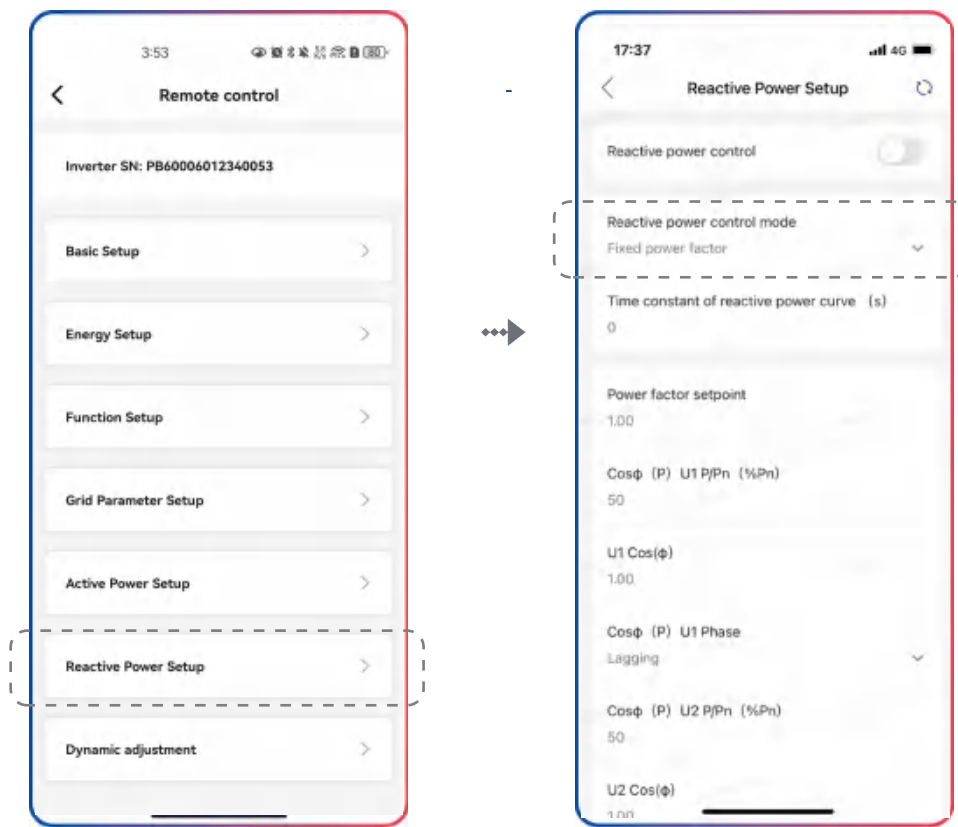 3:53
Remote control
Inverter SN: PB60006012340053
Basic Setup
Energy Setup
Function Setup
Grid Parameter Setup
Active Power Setup
Reactive Power Setup
Dynamic adjustment
17:37
4G
Reactive Power Setup
Reactive power control
Reactive power control mode
Fixed power factor
Time constant of reactive power curve (s)
0
Power factor setpoint
1.00
Cosφ (P) U1 P/Pn (%Pn)
50
U1 Cos(φ)
1.00
Cosφ (P) U1 Phase
Lagging
Cosφ (P) U2 P/Pn (%Pn)
50
U2 Cos(φ)
1.00